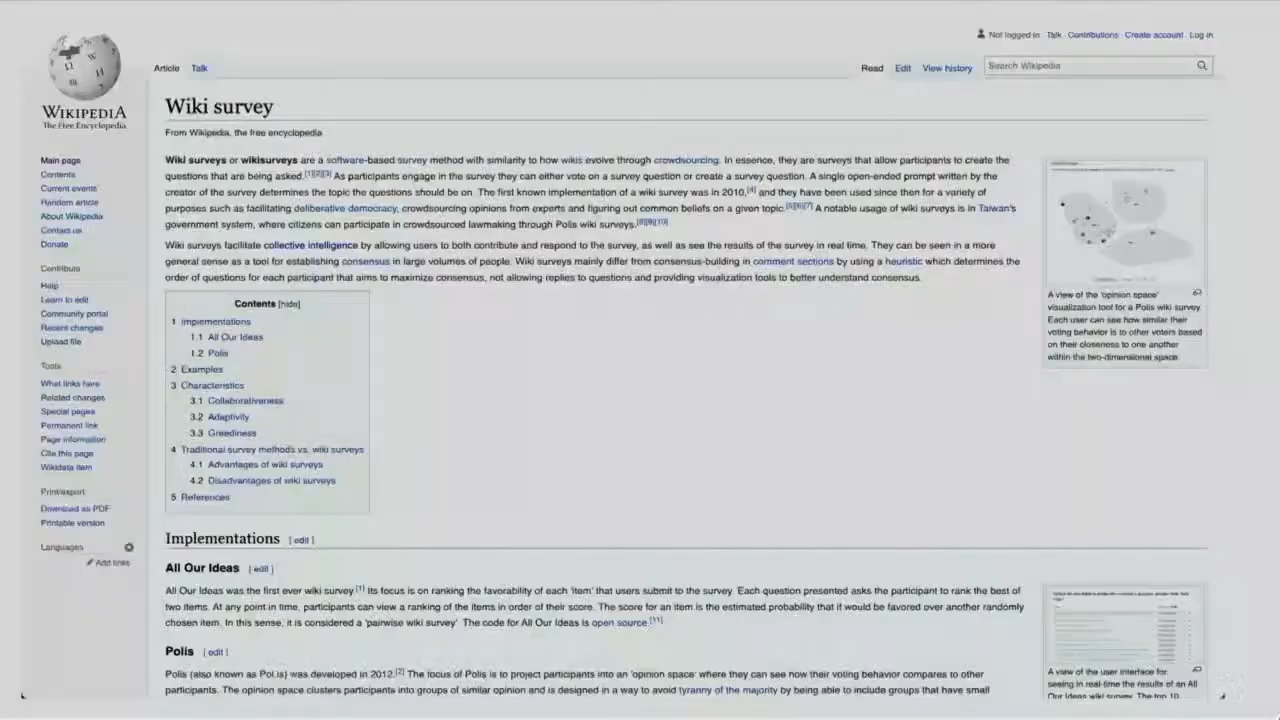 Not logged in Talk Contributions Create account Log in
Article Talk
Read Edit View history
Search Wikipedia
WIKIPEDIA
The Free Encyclopedia
Wiki survey
From Wikipedia, the free encyclopedia
Main page
Contents
Current events
Random article
About Wikipedia
Contact us
Donate
Contribute
Help
Learn to edit
Community portal
Recent changes
Upload file
Tools
What links here
Related changes
Special pages
Permanent link
Page information
Cite this page
Wikidata item
Print/export
Download as PDF
Printable version
Languages
Add links
Wiki surveys or wikisurveys are a software-based survey method with similarity to how wikis evolve through crowdsourcing. In essence, they are surveys that allow participants to create the
questions that are being asked.[1][2][3] As participants engage in the survey they can either vote on a survey question or create a survey question. A single open-ended prompt written by the
creator of the survey determines the topic the questions should be on. The first known implementation of a wiki survey was in 2010,[4] and they have been used since then for a variety of
purposes such as facilitating deliberative democracy, crowdsourcing opinions from experts and figuring out common beliefs on a given topic.[5][6][7] A notable usage of wiki surveys is in Taiwan's
government system, where citizens can participate in crowdsourced lawmaking through Polis wiki surveys.[8][9][10]
Wiki surveys facilitate collective intelligence by allowing users to both contribute and respond to the survey, as well as see the results of the survey in real time. They can be seen in a more
general sense as a tool for establishing consensus in large volumes of people. Wiki surveys mainly differ from consensus-building in comment sections by using a heuristic which determines the
order of questions for each participant that aims to maximize consensus, not allowing replies to questions and providing visualization tools to better understand consensus.
A view of the 'opinion space'
visualization tool for a Polis wiki survey.
Each user can see how similar their
voting behavior is to other voters based
on their closeness to one another
within the two-dimensional space
Contents [hide]
1 Implementations
1.1 All Our Ideas
1.2 Polis
2 Examples
3 Characteristics
3.1 Collaborativeness
3.2 Adaptivity
3.3 Greediness
4 Traditional survey methods vs. wiki surveys
4.1 Advantages of wiki surveys
4.2 Disadvantages of wiki surveys
5 References
Implementations [ edit ]
All Our Ideas [ edit ]
All Our Ideas was the first ever wiki survey.[1] Its focus is on ranking the favorability of each 'item' that users submit to the survey. Each question presented asks the participant to rank the best of
two items. At any point in time, participants can view a ranking of the items in order of their score. The score for an item is the estimated probability that it would be favored over another randomly
chosen item. In this sense, it is considered a 'pairwise wiki survey'. The code for All Our Ideas is open source.[11]
Polis [ edit ]
Polis (also known as Pol.is) was developed in 2012.[2] The focus of Polis is to project participants into an 'opinion space' where they can see how their voting behavior compares to other
participants. The opinion space clusters participants into groups of similar opinion and is designed in a way to avoid tyranny of the majority by being able to include groups that have small
A view of the user interface for
seeing in real-time the results of an All
Our Ideas wiki survey. The top 10